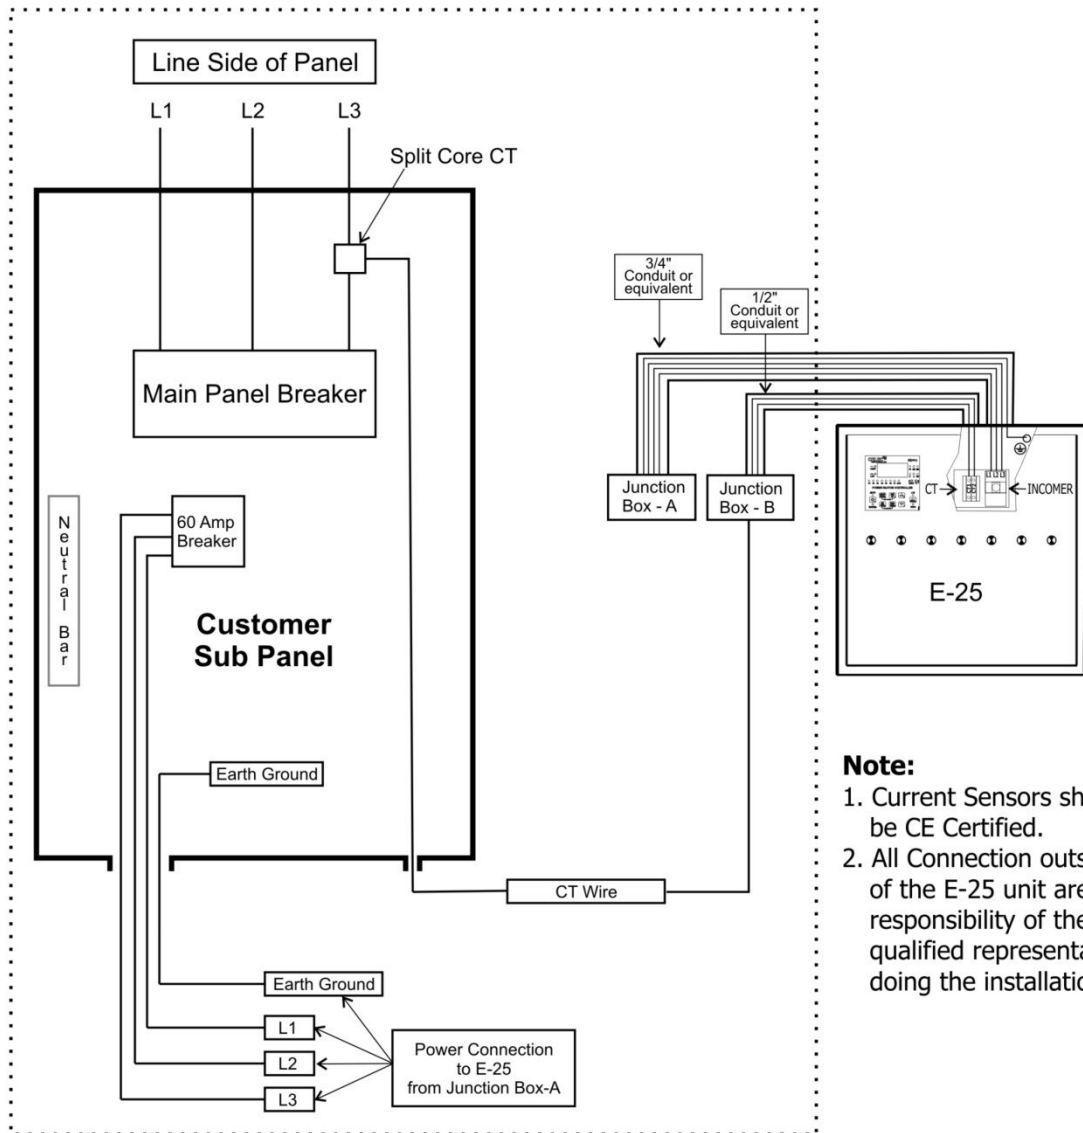 Line Side of Panel
L1 L2 L3
Split Core CT
3/4"
Conduit or
equivalent
1/2"
Conduit or
equivalent
Main Panel Breaker
Junction
Box - A
Junction
Box - B
CT
INCOMER
E-25
Neutral Bar
60 Amp
Breaker
Customer
Sub Panel
Earth Ground
CT Wire
Earth Ground
L1
L2
L3
Power Connection
to E-25
from Junction Box-A
Note:
1. Current Sensors sh
be CE Certified.
2. All Connection outs
of the E-25 unit are
responsibility of the
qualified representa
doing the installatio